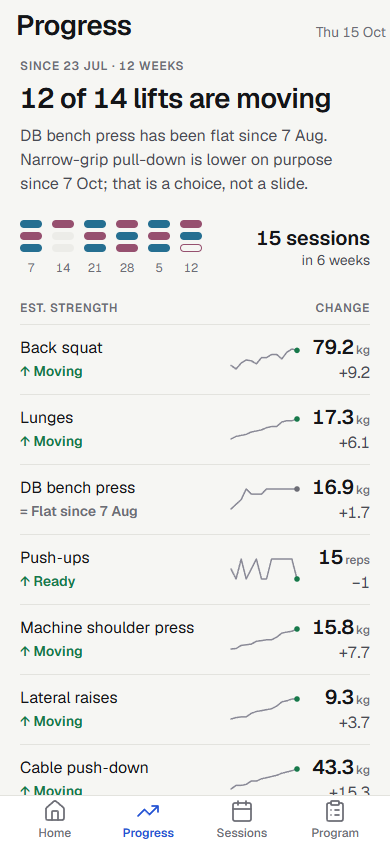 Progress
Thu 15 Oct
SINCE 23 JUL · 12 WEEKS
12 of 14 lifts are moving
DB bench press has been flat since 7 Aug.
Narrow-grip pull-down is lower on purpose
since 7 Oct; that is a choice, not a slide.
15 sessions
in 6 weeks
7 14 21 28 5 12
EST. STRENGTH CHANGE
Back squat 79.2 kg
↑ Moving +9.2
Lunges 17.3 kg
↑ Moving +6.1
DB bench press 16.9 kg
= Flat since 7 Aug +1.7
Push-ups 15 reps
↑ Ready −1
Machine shoulder press 15.8 kg
↑ Moving +7.7
Lateral raises 9.3 kg
↑ Moving +3.7
Cable push-down 43.3 kg
↑ Moving +15.3
Home Progress Sessions Program